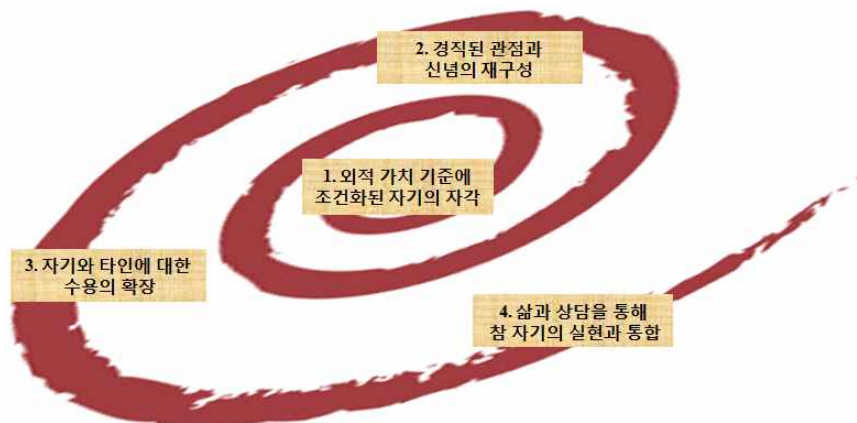 2. 경직된 관점과
신념의 재구성
1. 외적 가치 기준에
조건화된 자기의 자각
3. 자기와 타인에 대한
수용의 확장
4. 삶과 상담을 통해
참 자기의 실현과 통합